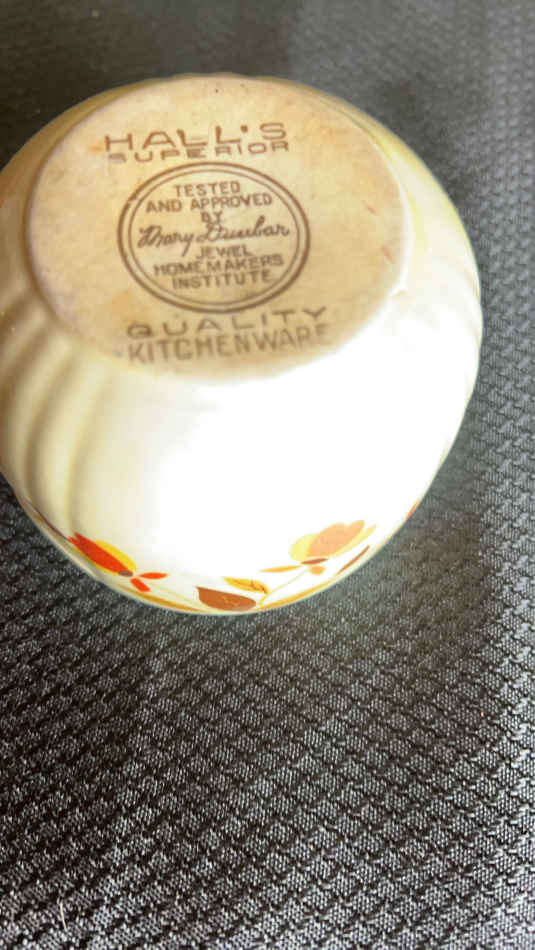 HALL'S
SUPERIOR
TESTED
AND APPROVED
BY
Mary Dunbar
JEWEL
HOMEMAKERS
INSTITUTE
QUALITY
KITCHENWARE